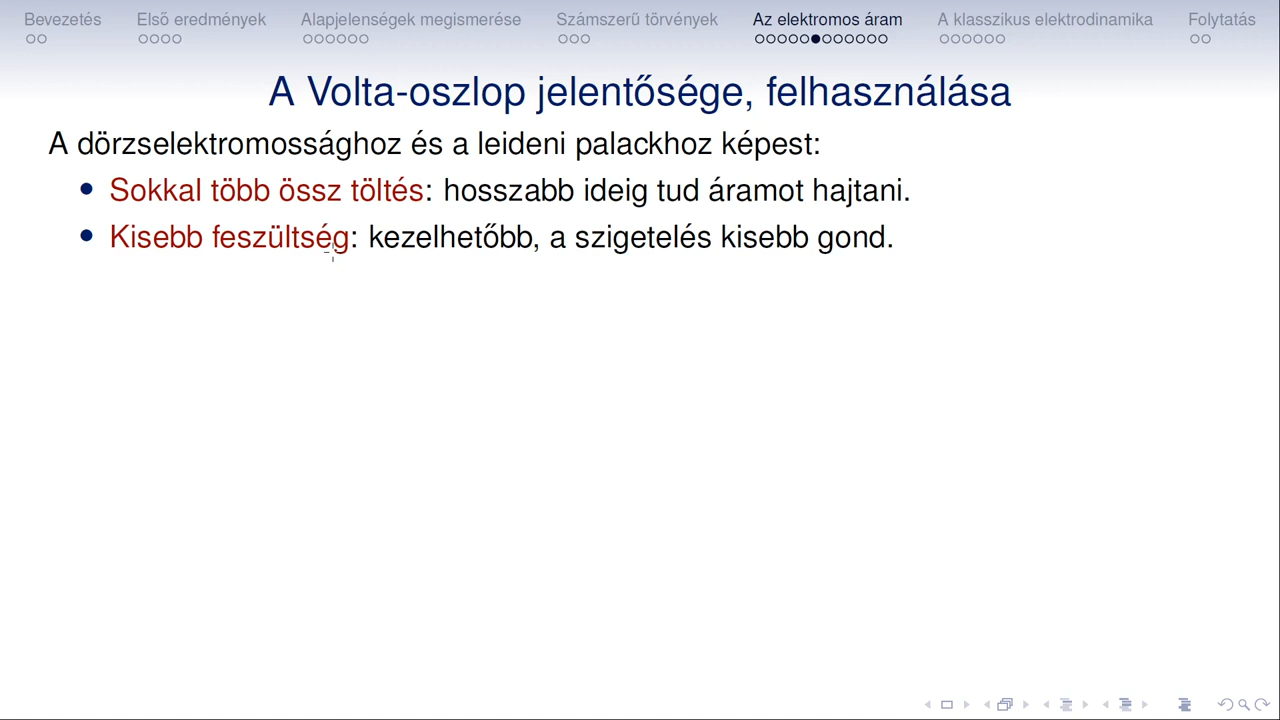 Bevezetés Első eredmények Alapjelenségek megismerése Számszerű törvények Az elektromos áram A klasszikus elektrodinamika Folytatás
A Volta-oszlop jelentősége, felhasználása
A dörzselektromossághoz és a leideni palackhoz képest:
Sokkal több össz töltés: hosszabb ideig tud áramot hajtani.
Kisebb feszültség: kezelhetőbb, a szigetelés kisebb gond.